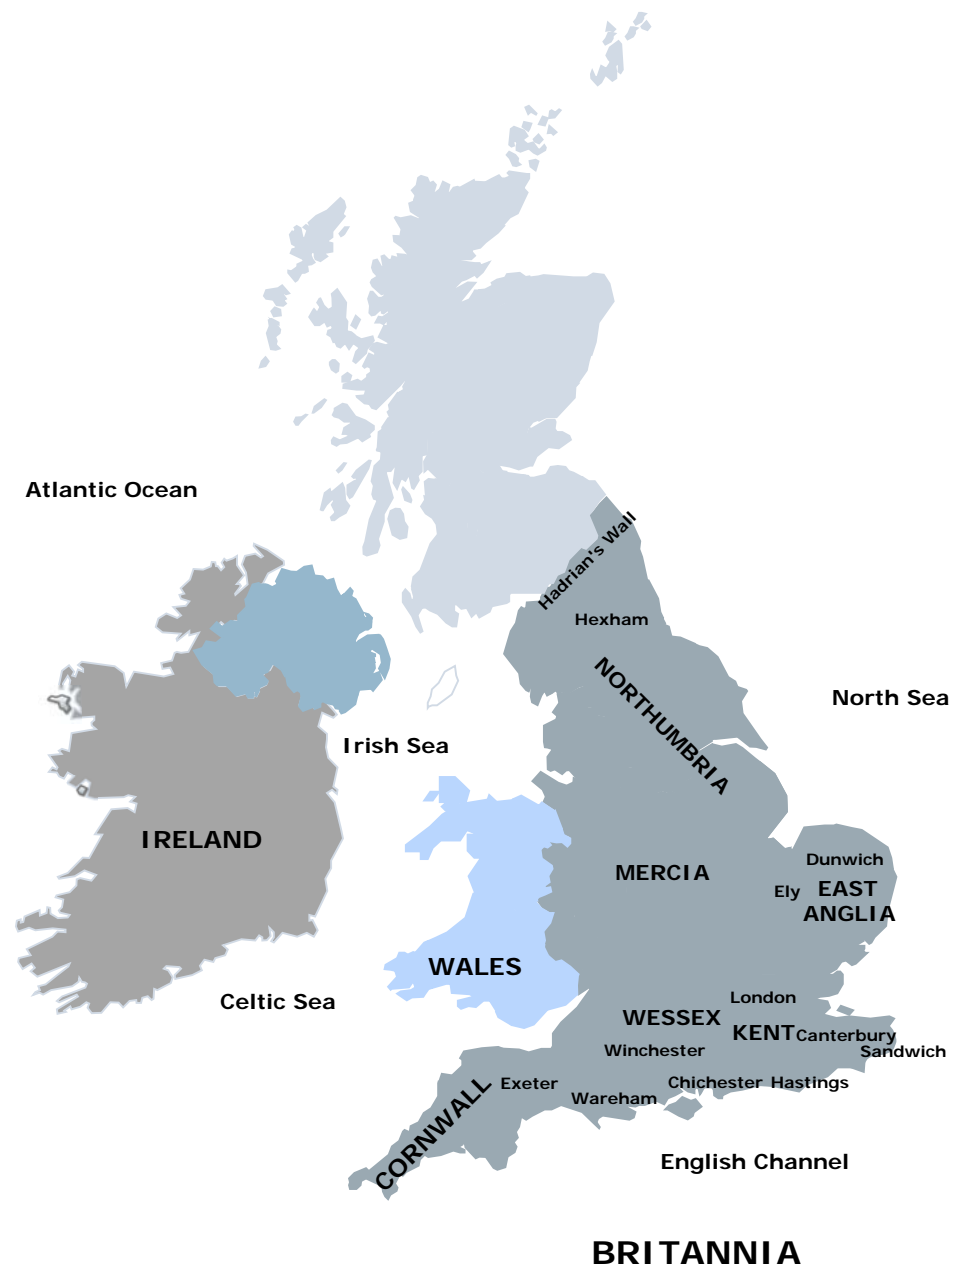 Atlantic Ocean
Hadrian's Wall
Hexham
NORTHUMBRIA
North Sea
Irish Sea
IRELAND
MERCIA
Dunwich
Ely
EAST
ANGLIA
WALES
Celtic Sea
London
WESSEX
KENT
Canterbury
Sandwich
Winchester
Exeter
Chichester
Hastings
Wareham
CORNWALL
English Channel
BRITANNIA